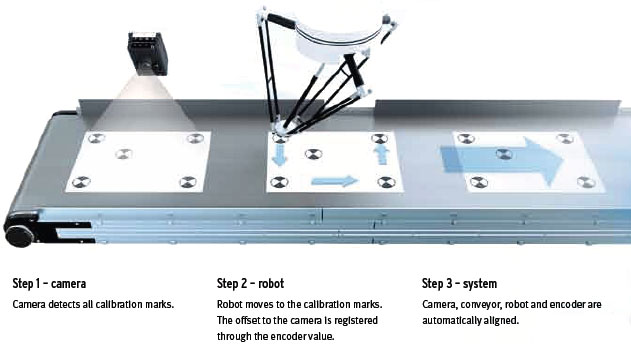 Step 1 – camera
Camera detects all calibration marks.
Step 2 – robot
Robot moves to the calibration marks.
The offset to the camera is registered
through the encoder value.
Step 3 – system
Camera, conveyor, robot and encoder are
automatically aligned.